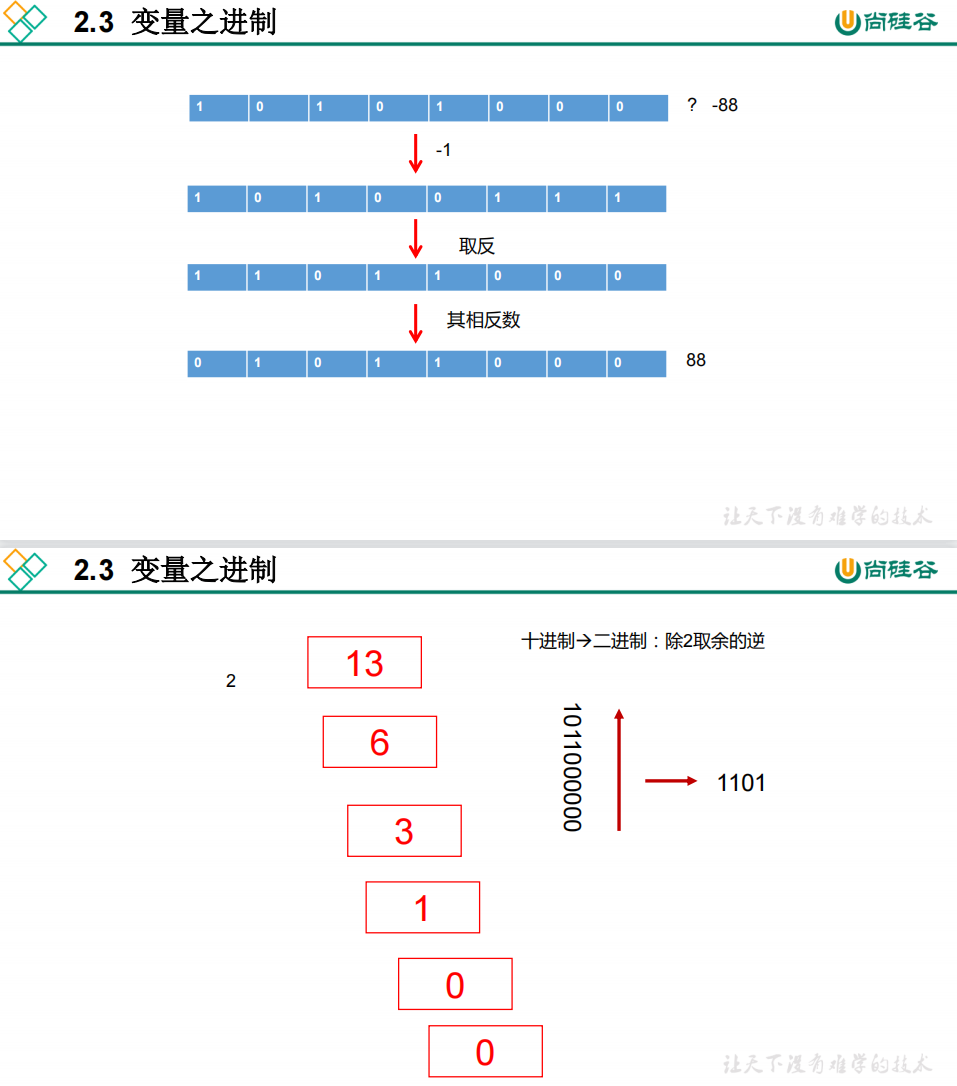 2.3 变量之进制
尚硅谷
1 0 1 0 1 0 0 0 ? -88
-1
1 0 1 0 0 1 1 1
取反
1 1 0 1 1 0 0 0
其相反数
0 1 0 1 1 0 0 0 88
让天下没有难学的技术
2.3 变量之进制
尚硅谷
十进制→二进制：除2取余的逆
2
13
6
3
1
0
0
1011000000
1101
让天下没有难学的技术